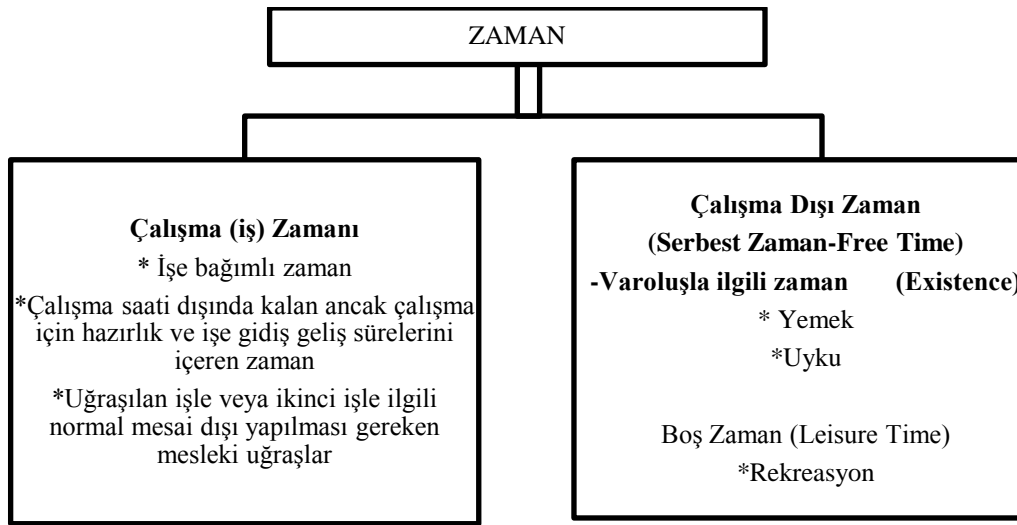 ZAMAN
Çalışma (iş) Zamanı
* İşe bağımlı zaman
*Çalışma saati dışında kalan ancak çalışma
için hazırlık ve işe gidiş geliş sürelerini
içeren zaman
*Uğraşılan işle veya ikinci işle ilgili
normal mesai dışı yapılması gereken
mesleki uğraşlar
Çalışma Dışı Zaman
(Serbest Zaman-Free Time)
-Varoluşla ilgili zaman (Existence)
* Yemek
*Uyku
Boş Zaman (Leisure Time)
*Rekreasyon